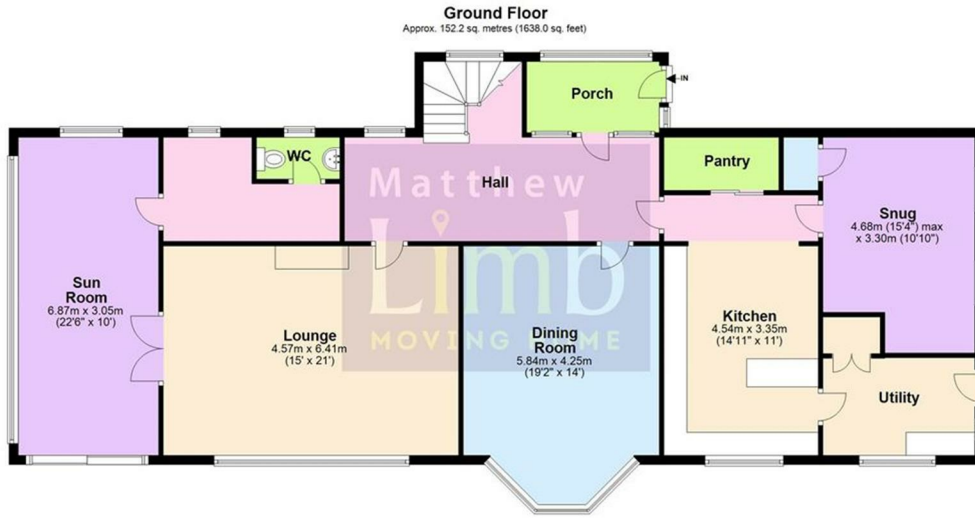 Ground Floor
Approx. 152.2 sq. metres (1638.0 sq. feet)
Porch
IN
WC
Pantry
Hall
Matthew
Limb
MOVING HOME
Snug
4.68m (15'4") max
x 3.30m (10'10")
Sun
Room
6.87m x 3.05m
(22'6" x 10')
Lounge
4.57m x 6.41m
(15' x 21')
Dining
Room
5.84m x 4.25m
(19'2" x 14')
Kitchen
4.54m x 3.35m
(14'11" x 11')
Utility